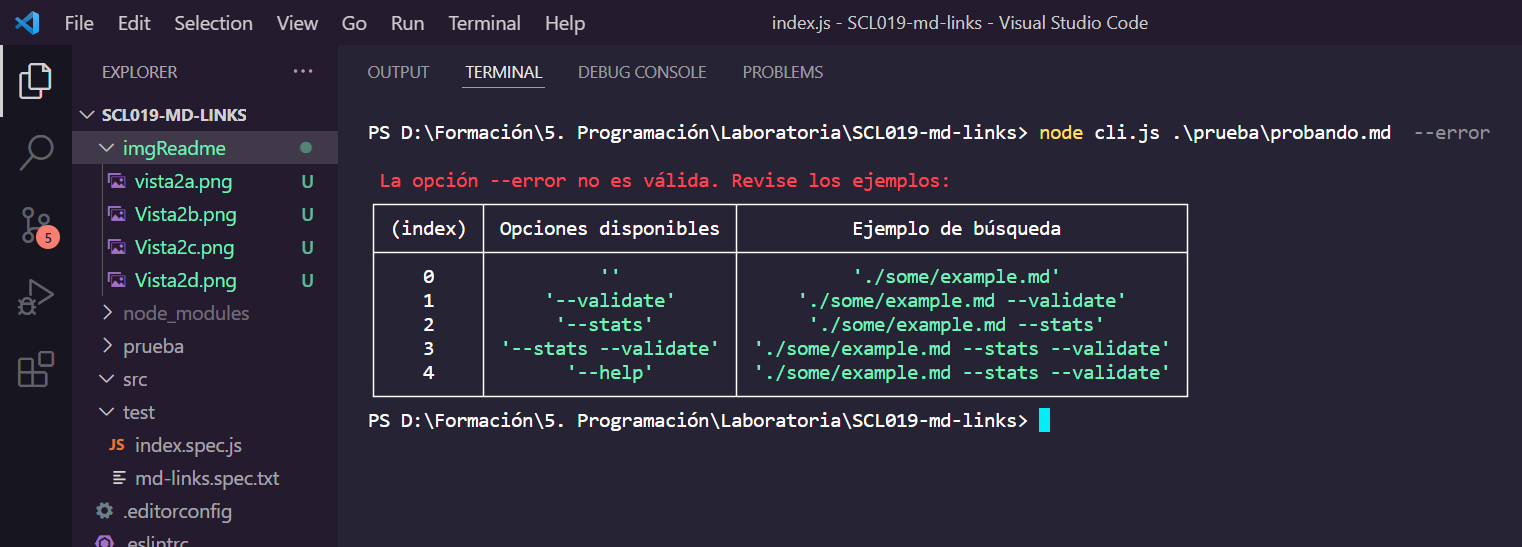 File Edit Selection View Go Run Terminal Help
index.js - SCL019-md-links - Visual Studio Code
EXPLORER ···
SCL019-MD-LINKS
imgReadme
vista2a.png U
Vista2b.png U
Vista2c.png U
Vista2d.png U
node_modules
prueba
src
test
JS index.spec.js
md-links.spec.txt
.editorconfig
.eslintrc
5
OUTPUT TERMINAL DEBUG CONSOLE PROBLEMS
PS D:\Formación\5. Programación\Laboratoria\SCL019-md-links> node cli.js .\prueba\probando.md --error
La opción --error no es válida. Revise los ejemplos:
(index) Opciones disponibles Ejemplo de búsqueda
0 '' './some/example.md'
1 '--validate' './some/example.md --validate'
2 '--stats' './some/example.md --stats'
3 '--stats --validate' './some/example.md --stats --validate'
4 '--help' './some/example.md --stats --validate'
PS D:\Formación\5. Programación\Laboratoria\SCL019-md-links>